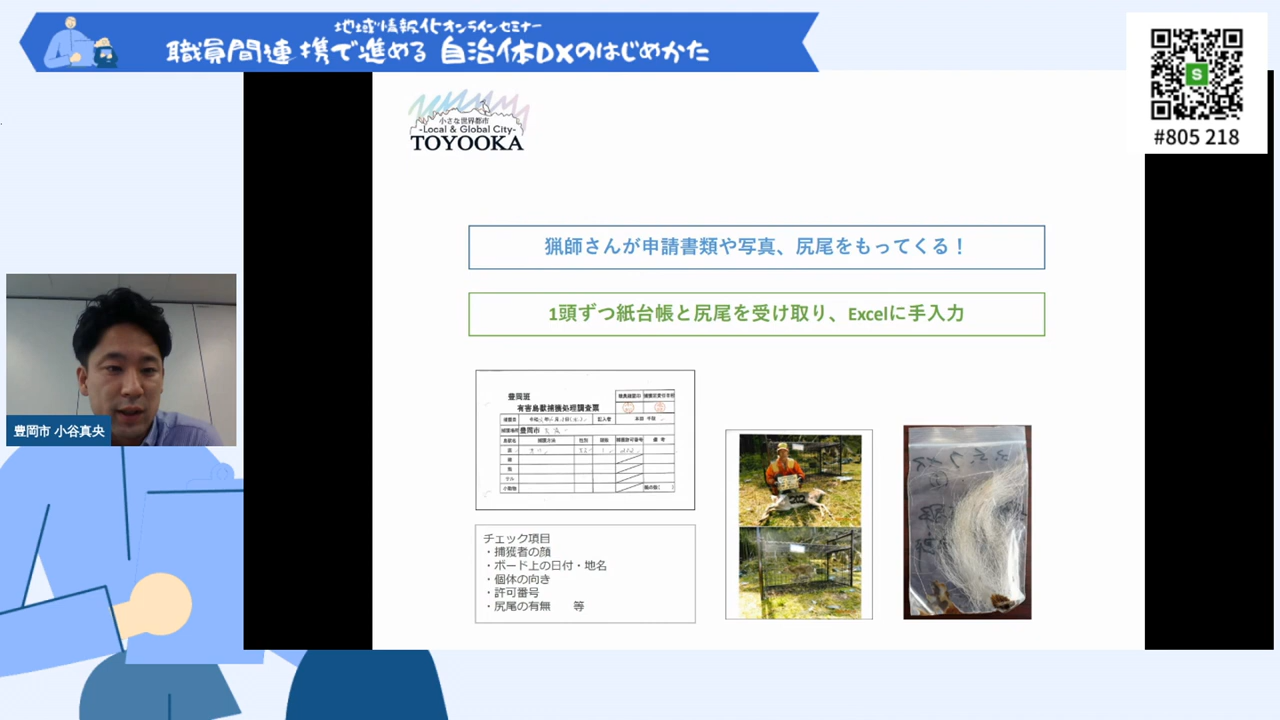 地域情報化オンラインセミナー
職員間連携で進める 自治体DXのはじめかた
#805 218
小さな世界都市
-Local & Global City-
TOYOOKA
猟師さんが申請書類や写真、尻尾をもってくる！
1頭ずつ紙台帳と尻尾を受け取り、Excelに手入力
豊岡班
有害鳥獣捕獲処理調査票
豊岡市
チェック項目
・捕獲者の顔
・ボード上の日付・地名
・個体の向き
・許可番号
・尻尾の有無　等
豊岡市 小谷真央